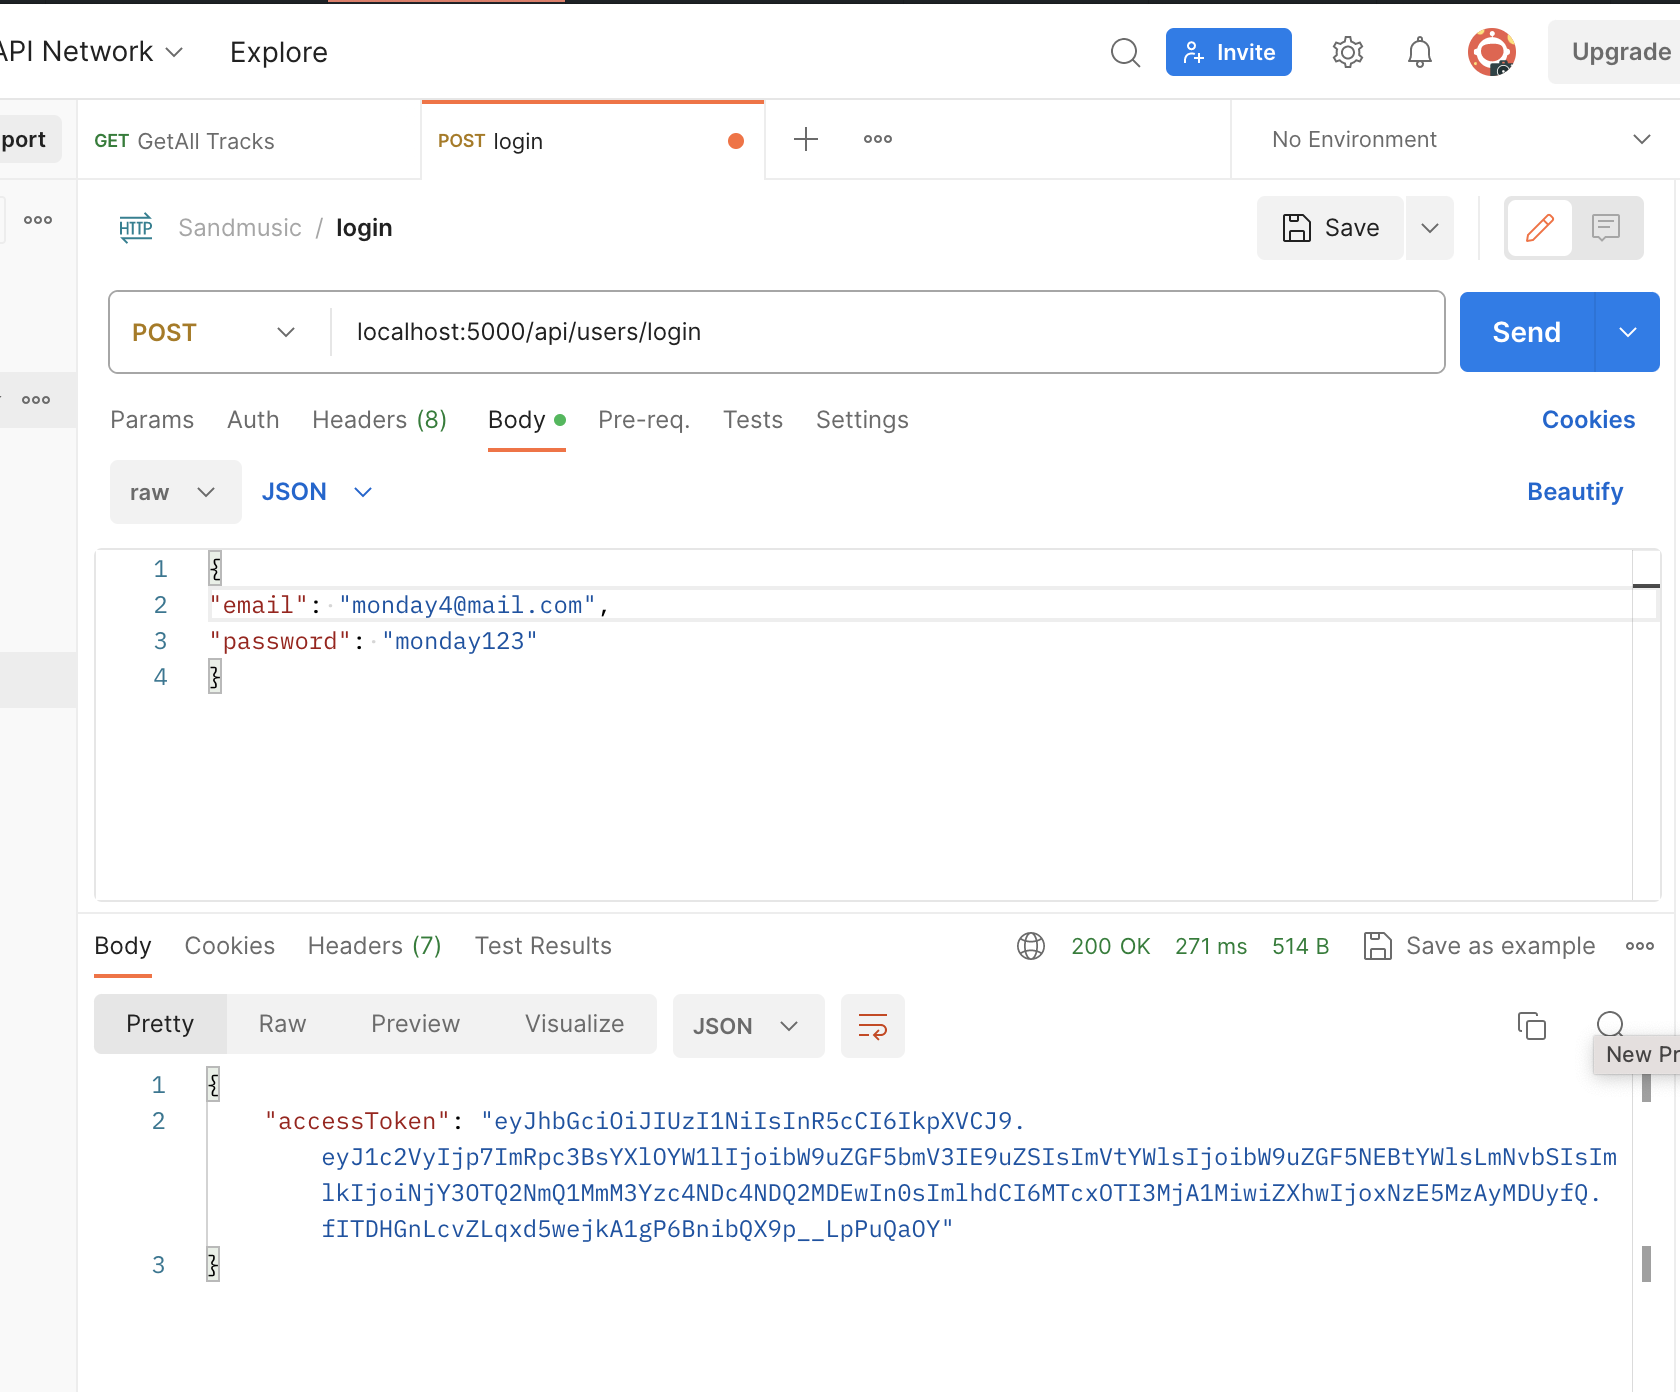 API Network
Explore
Invite
Upgrade
port
GET GetAll Tracks
POST login
No Environment
HTTP
Sandmusic / login
Save
POST
localhost:5000/api/users/login
Send
Params
Auth
Headers (8)
Body
Pre-req.
Tests
Settings
Cookies
raw
JSON
Beautify
1 {
2 "email": "monday4@mail.com",
3 "password": "monday123"
4 }
Body
Cookies
Headers (7)
Test Results
200 OK
271 ms
514 B
Save as example
Pretty
Raw
Preview
Visualize
JSON
New Pr
1 {
2 "accessToken": "eyJhbGciOiJIUzI1NiIsInR5cCI6IkpXVCJ9.
eyJ1c2VyIjp7ImRpc3BsYXlOYW1lIjoibW9uZGF5bmV3IE9uZSIsImVtYWlsIjoibW9uZGF5NEBtYWlsLmNvbSIsIm
lkIjoiNjY3OTQ2NmQ1MmM3Yzc4NDc4NDQ2MDEwIn0sImlhdCI6MTcxOTI3MjA1MiwiZXhwIjoxNzE5MzAyMDUyfQ.
fITDHGnLcvZLqxd5wejkA1gP6BnibQX9p__LpPuQaOY"
3 }